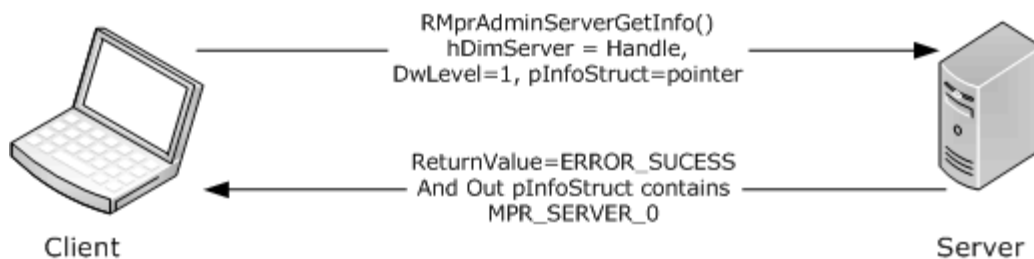 RMprAdminServerGetInfo()
hDimServer = Handle,
DwLevel=1, pInfoStruct=pointer
ReturnValue=ERROR_SUCESS
And Out pInfoStruct contains
MPR_SERVER_0
Client
Server